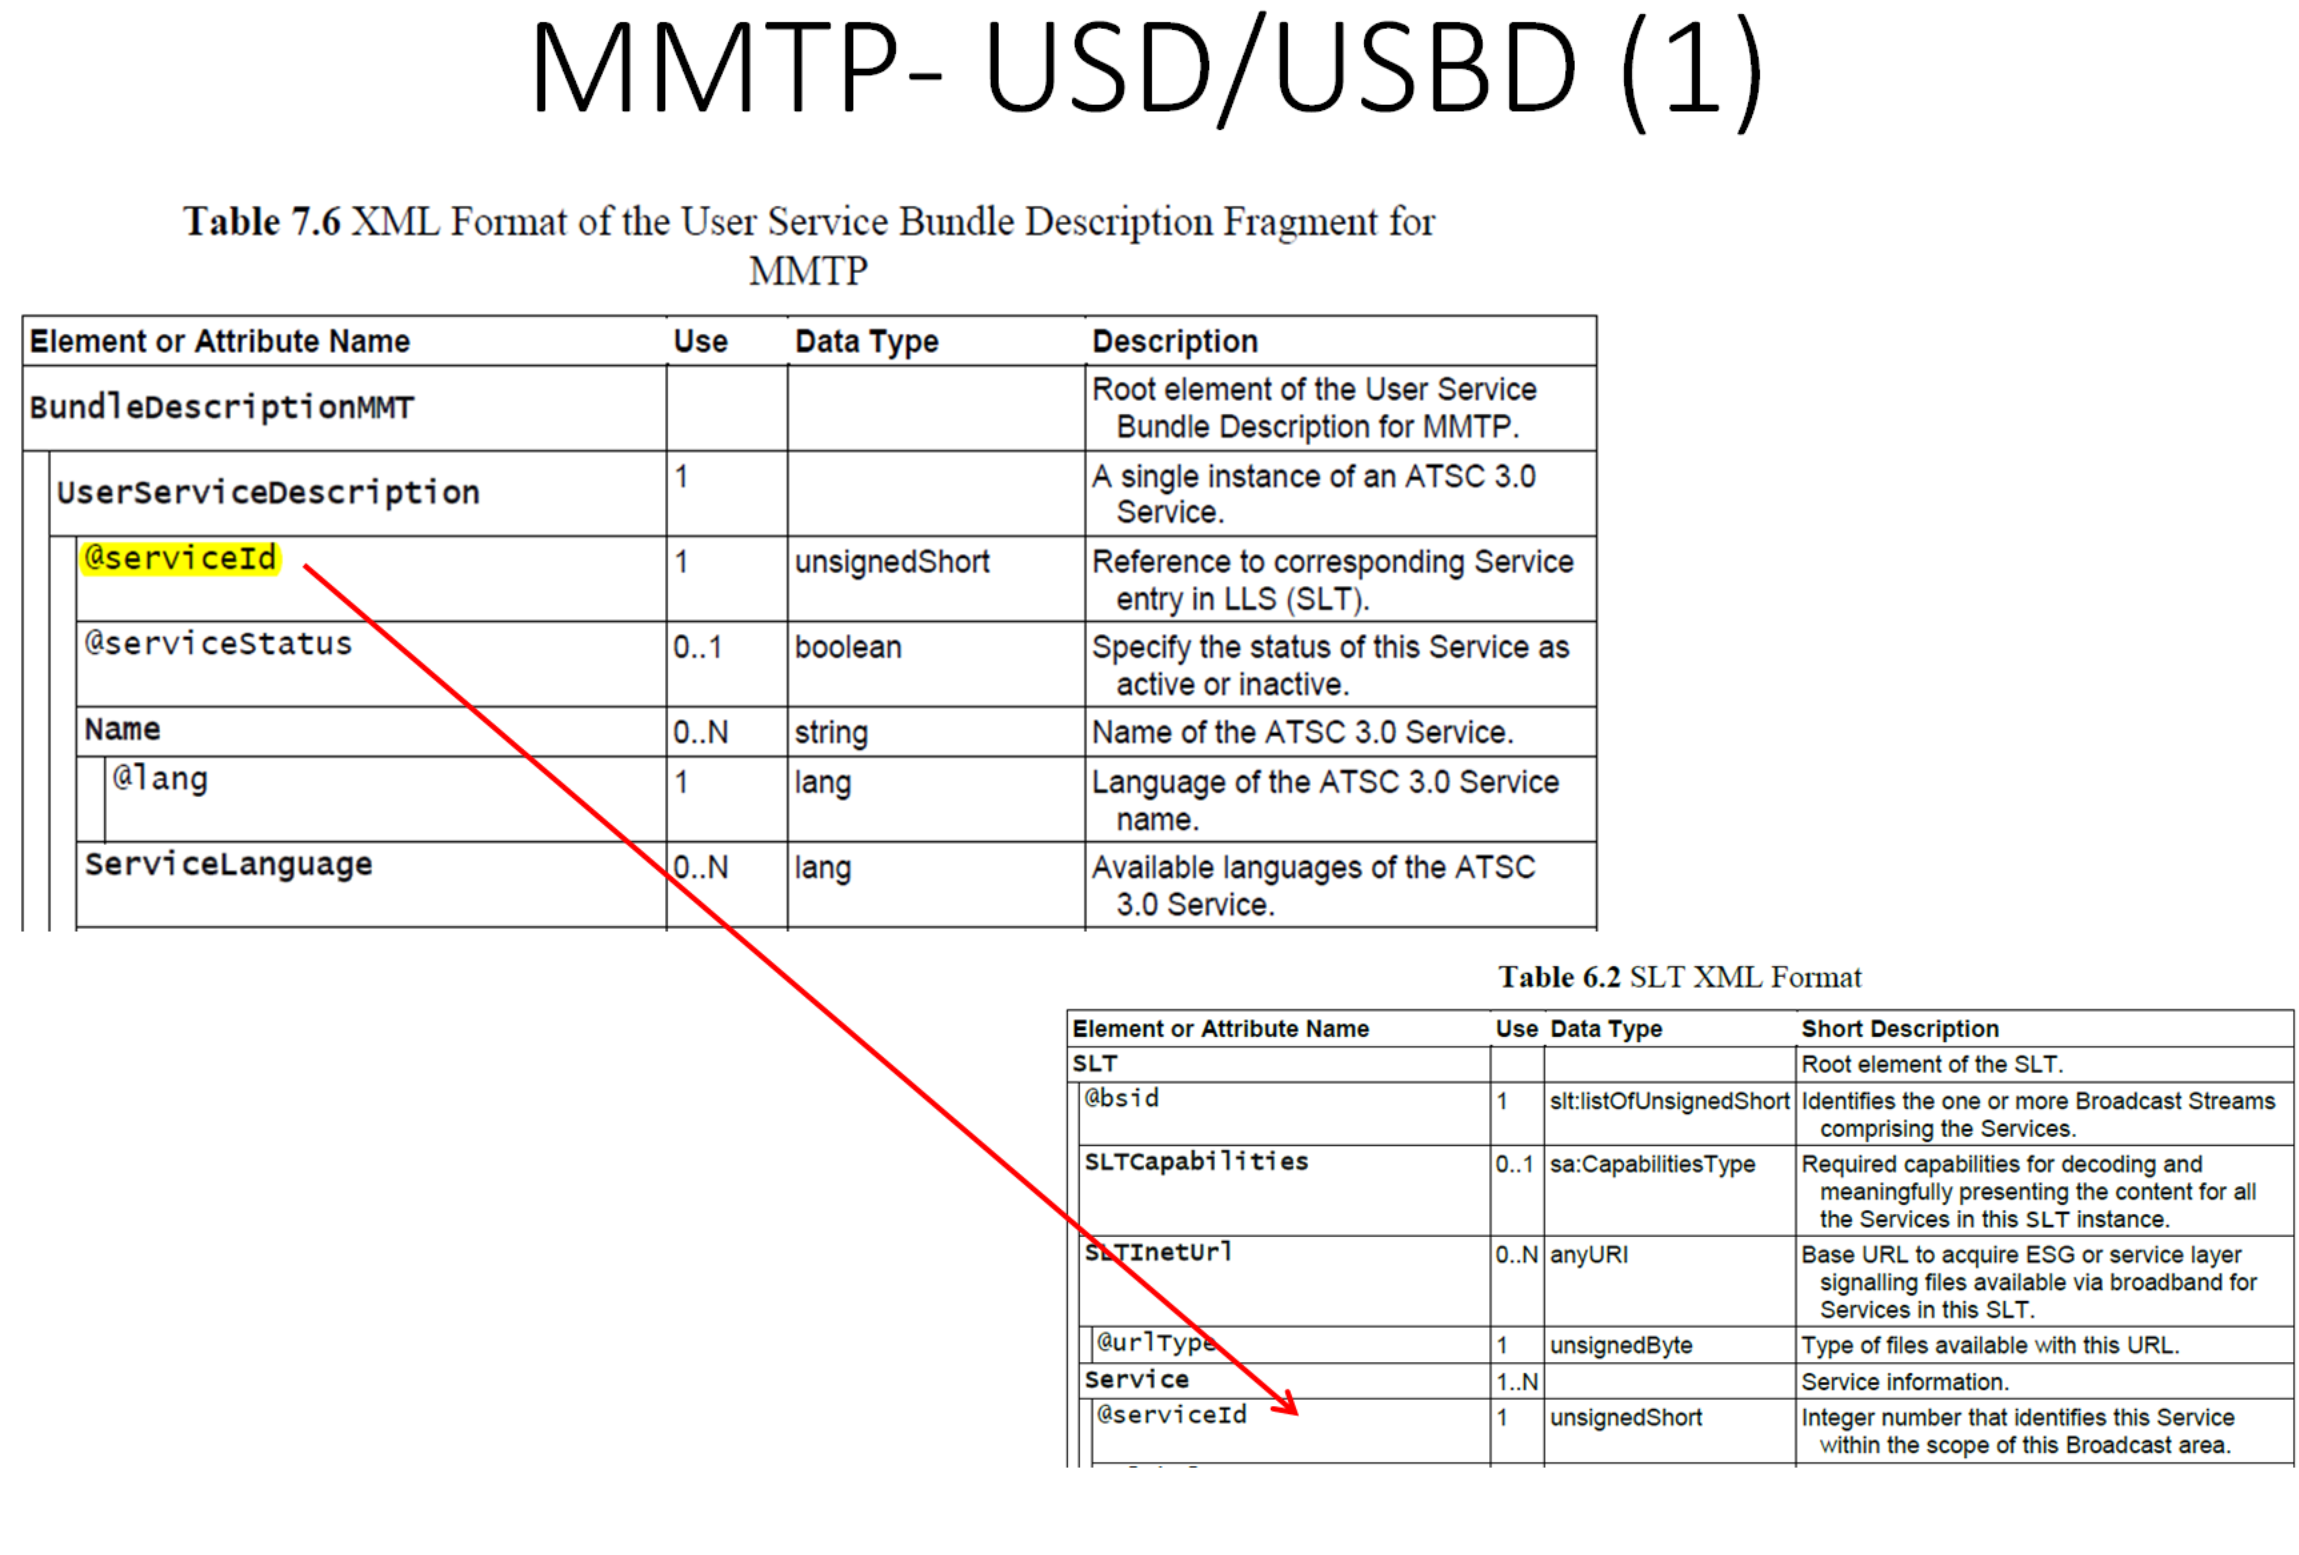 MMTP- USD/USBD (1)
Table 7.6 XML Format of the User Service Bundle Description Fragment for
MMTP
Element or Attribute Name Use Data Type Description
BundleDescriptionMMT Root element of the User Service
Bundle Description for MMTP.
UserServiceDescription 1 A single instance of an ATSC 3.0
Service.
@serviceId 1 unsignedShort Reference to corresponding Service
entry in LLS (SLT).
@serviceStatus 0..1 boolean Specify the status of this Service as
active or inactive.
Name 0..N string Name of the ATSC 3.0 Service.
@lang 1 lang Language of the ATSC 3.0 Service
name.
ServiceLanguage 0..N lang Available languages of the ATSC
3.0 Service.
Table 6.2 SLT XML Format
Element or Attribute Name Use Data Type Short Description
SLT Root element of the SLT.
@bsid 1 slt:listOfUnsignedShort Identifies the one or more Broadcast Streams
comprising the Services.
SLTCapabilities 0..1 sa:CapabilitiesType Required capabilities for decoding and
meaningfully presenting the content for all
the Services in this SLT instance.
SLTInetUrl 0..N anyURI Base URL to acquire ESG or service layer
signalling files available via broadband for
Services in this SLT.
@urlType 1 unsignedByte Type of files available with this URL.
Service 1..N Service information.
@serviceId 1 unsignedShort Integer number that identifies this Service
within the scope of this Broadcast area.